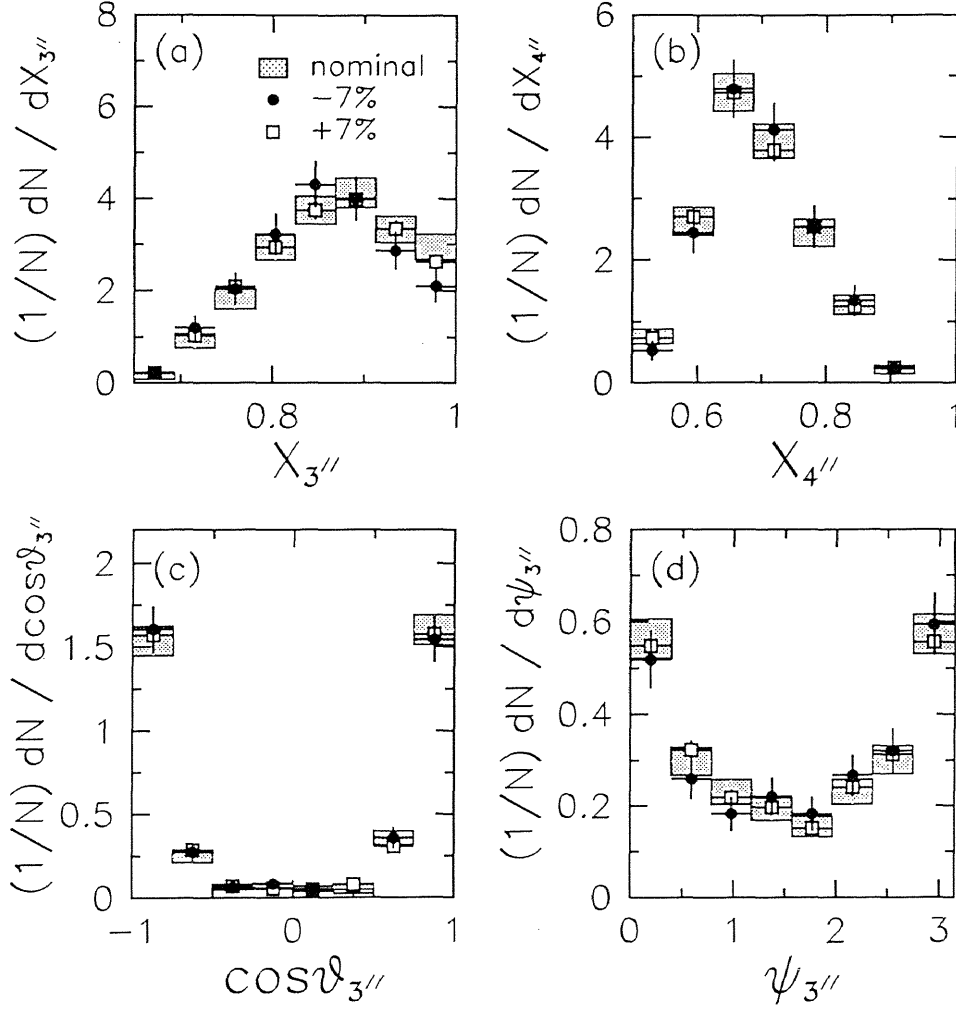 (a)
nominal
−7%
+7%
(1/N) dN / dX3″
8
6
4
2
0
0.8
1
X3″
(b)
(1/N) dN / dX4″
6
4
2
0
0.6
0.8
1
X4″
(c)
(1/N) dN / dcosϑ3″
2
1.5
1
0.5
0
−1
0
1
cosϑ3″
(d)
(1/N) dN / dψ3″
0.8
0.6
0.4
0.2
0
0
1
2
3
ψ3″